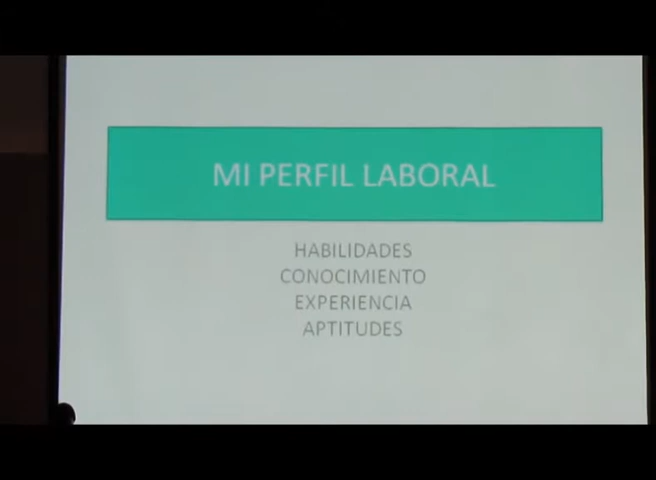 MI PERFIL LABORAL
HABILIDADES
CONOCIMIENTO
EXPERIENCIA
APTITUDES